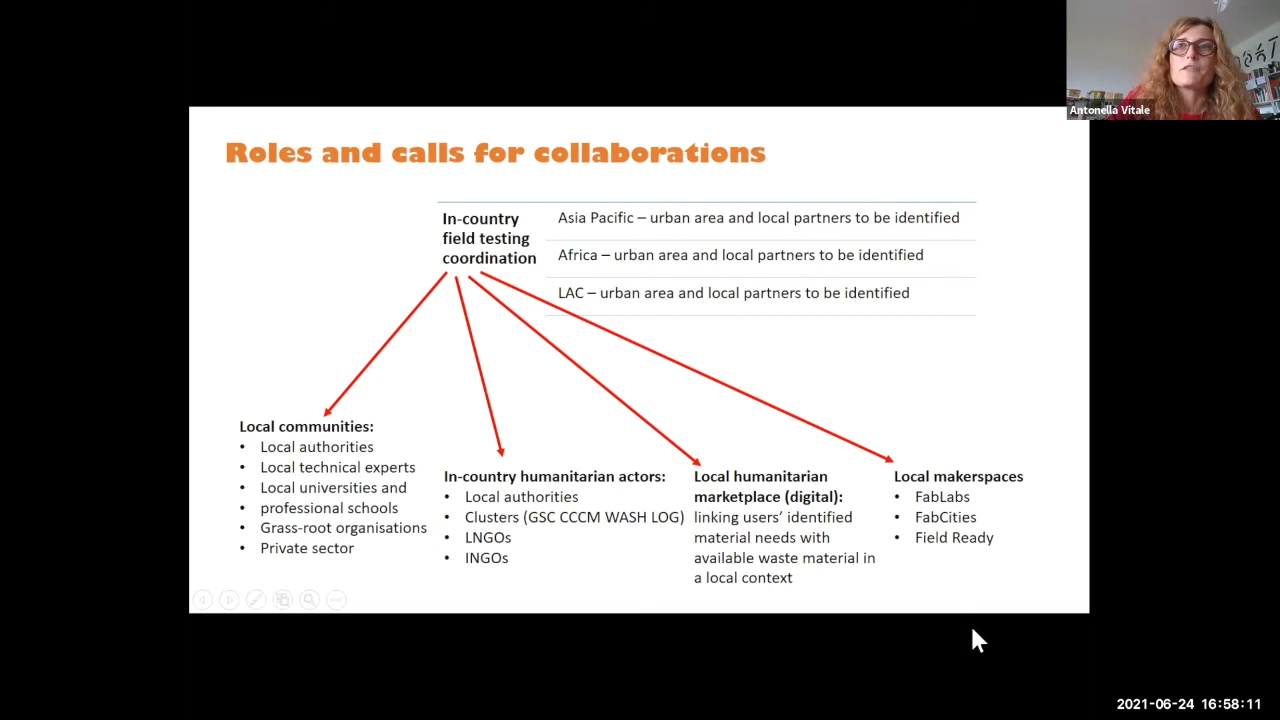 Antonella Vitale
Roles and calls for collaborations
In-country
field testing
coordination
Asia Pacific – urban area and local partners to be identified
Africa – urban area and local partners to be identified
LAC – urban area and local partners to be identified
Local communities:
• Local authorities
• Local technical experts
• Local universities and
• professional schools
• Grass-root organisations
• Private sector
In-country humanitarian actors:
• Local authorities
• Clusters (GSC CCCM WASH LOG)
• LNGOs
• INGOs
Local humanitarian
marketplace (digital):
linking users’ identified
material needs with
available waste material in
a local context
Local makerspaces
• FabLabs
• FabCities
• Field Ready
2021-06-24 16:58:11